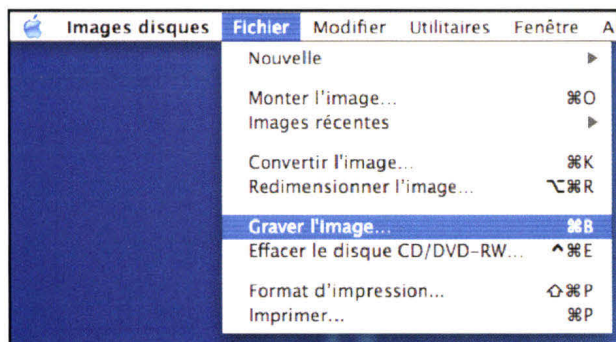 Images disques Fichier Modifier Utilitaires Fenêtre A
Nouvelle ▶
Monter l'image... ⌘O
Images récentes ▶
Convertir l'image... ⌘K
Redimensionner l'image... ⌥⌘R
Graver l'Image... ⌘B
Effacer le disque CD/DVD-RW... ^⌘E
Format d'impression... ⇧⌘P
Imprimer... ⌘P